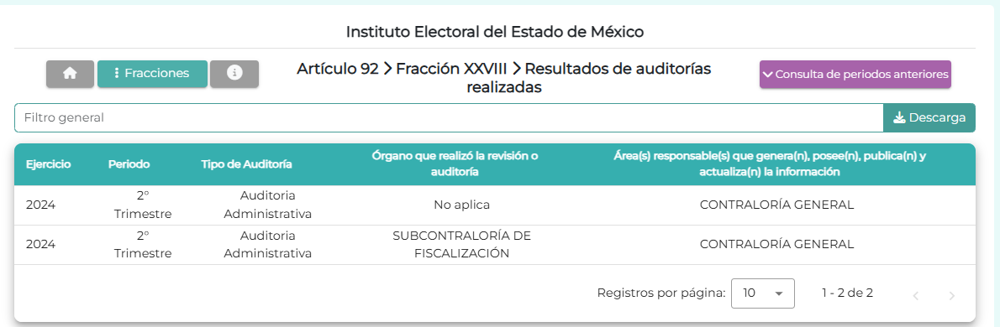 Instituto Electoral del Estado de México
Fracciones
Artículo 92 > Fracción XXVIII > Resultados de auditorías
realizadas
Consulta de periodos anteriores
Filtro general
Descarga
Ejercicio Periodo Tipo de Auditoría Órgano que realizó la revisión o auditoría Área(s) responsable(s) que genera(n), posee(n), publica(n) y actualiza(n) la información
2024 2° Trimestre Auditoria Administrativa No aplica CONTRALORÍA GENERAL
2024 2° Trimestre Auditoria Administrativa SUBCONTRALORÍA DE FISCALIZACIÓN CONTRALORÍA GENERAL
Registros por página: 10 1 - 2 de 2